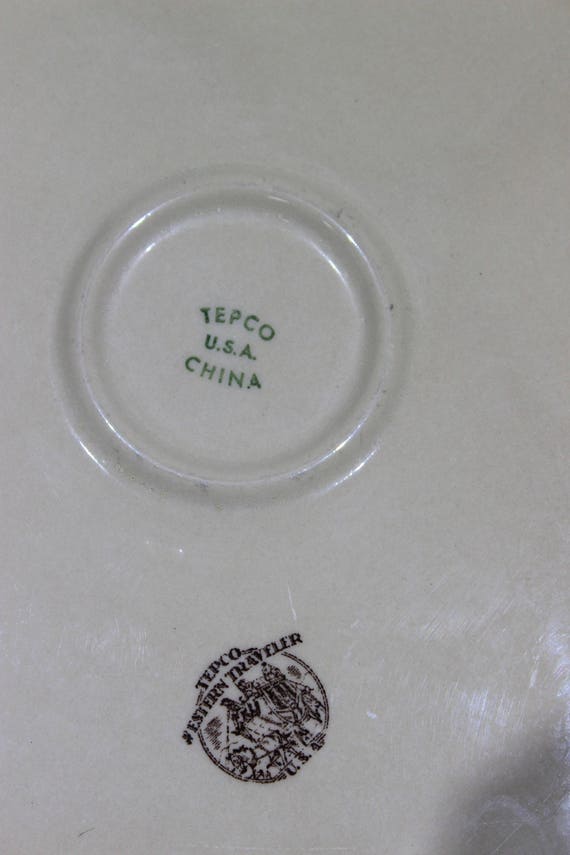 TEPCO
U.S.A.
CHINA
TEPCO
WESTERN TRAVELER
U.S.A.